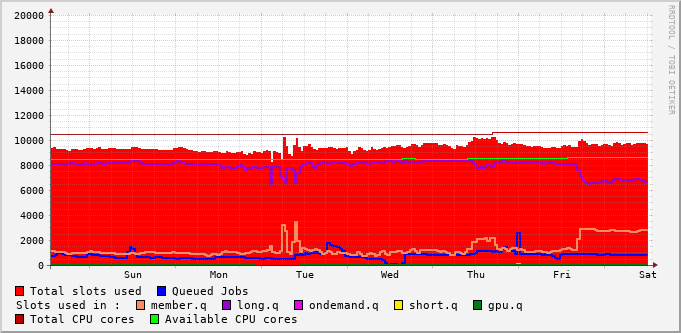 20000
18000
16000
14000
12000
10000
8000
6000
4000
2000
0
Sun Mon Tue Wed Thu Fri Sat
Total slots used Queued Jobs
Slots used in : member.q long.q ondemand.q short.q gpu.q
Total CPU cores Available CPU cores
RRDTOOL / TOBI OETIKER